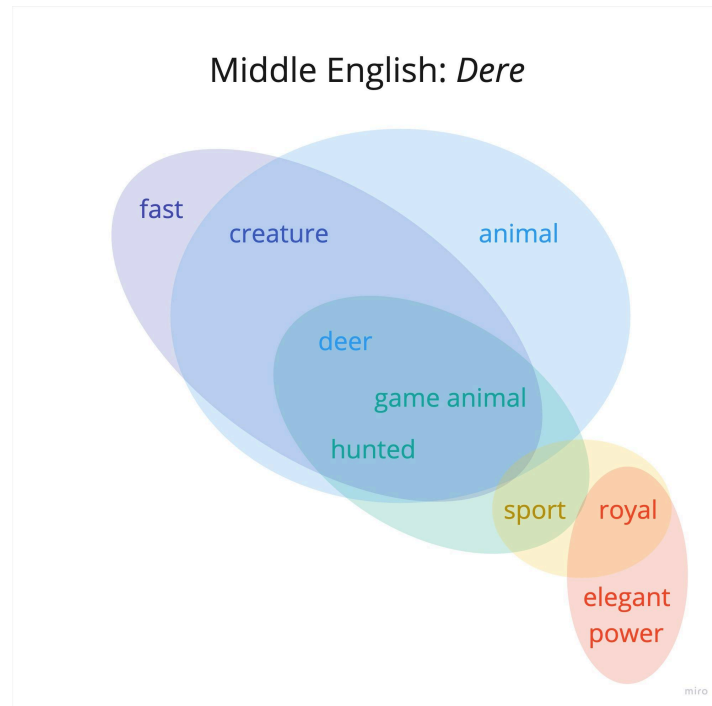 Middle English: Dere
fast
creature
animal
deer
game animal
hunted
sport
royal
elegant
power
miro